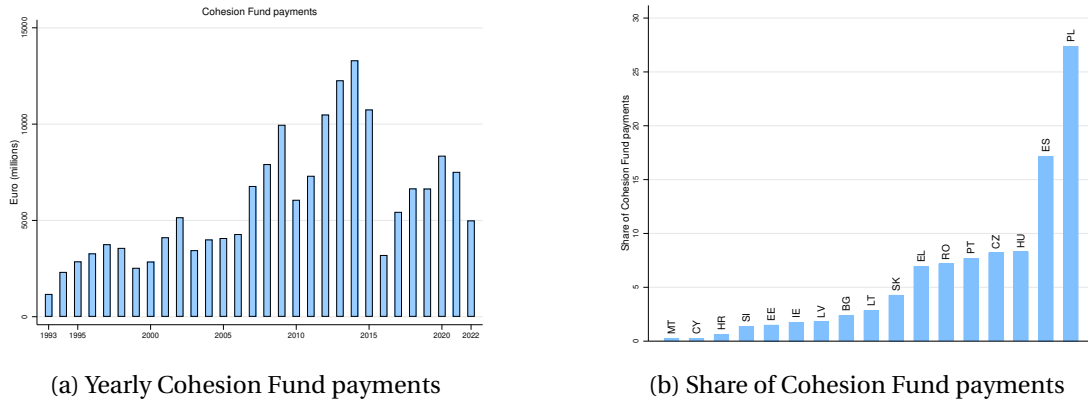 Cohesion Fund payments
Euro (millions)
15000
10000
5000
0
1993 1995 2000 2005 2010 2015 2020 2022
(a) Yearly Cohesion Fund payments
Share of Cohesion Fund payments
30
25
20
15
10
5
0
MT CY HR SI EE IE LV BG LT SK EL RO PT CZ HU ES PL
(b) Share of Cohesion Fund payments